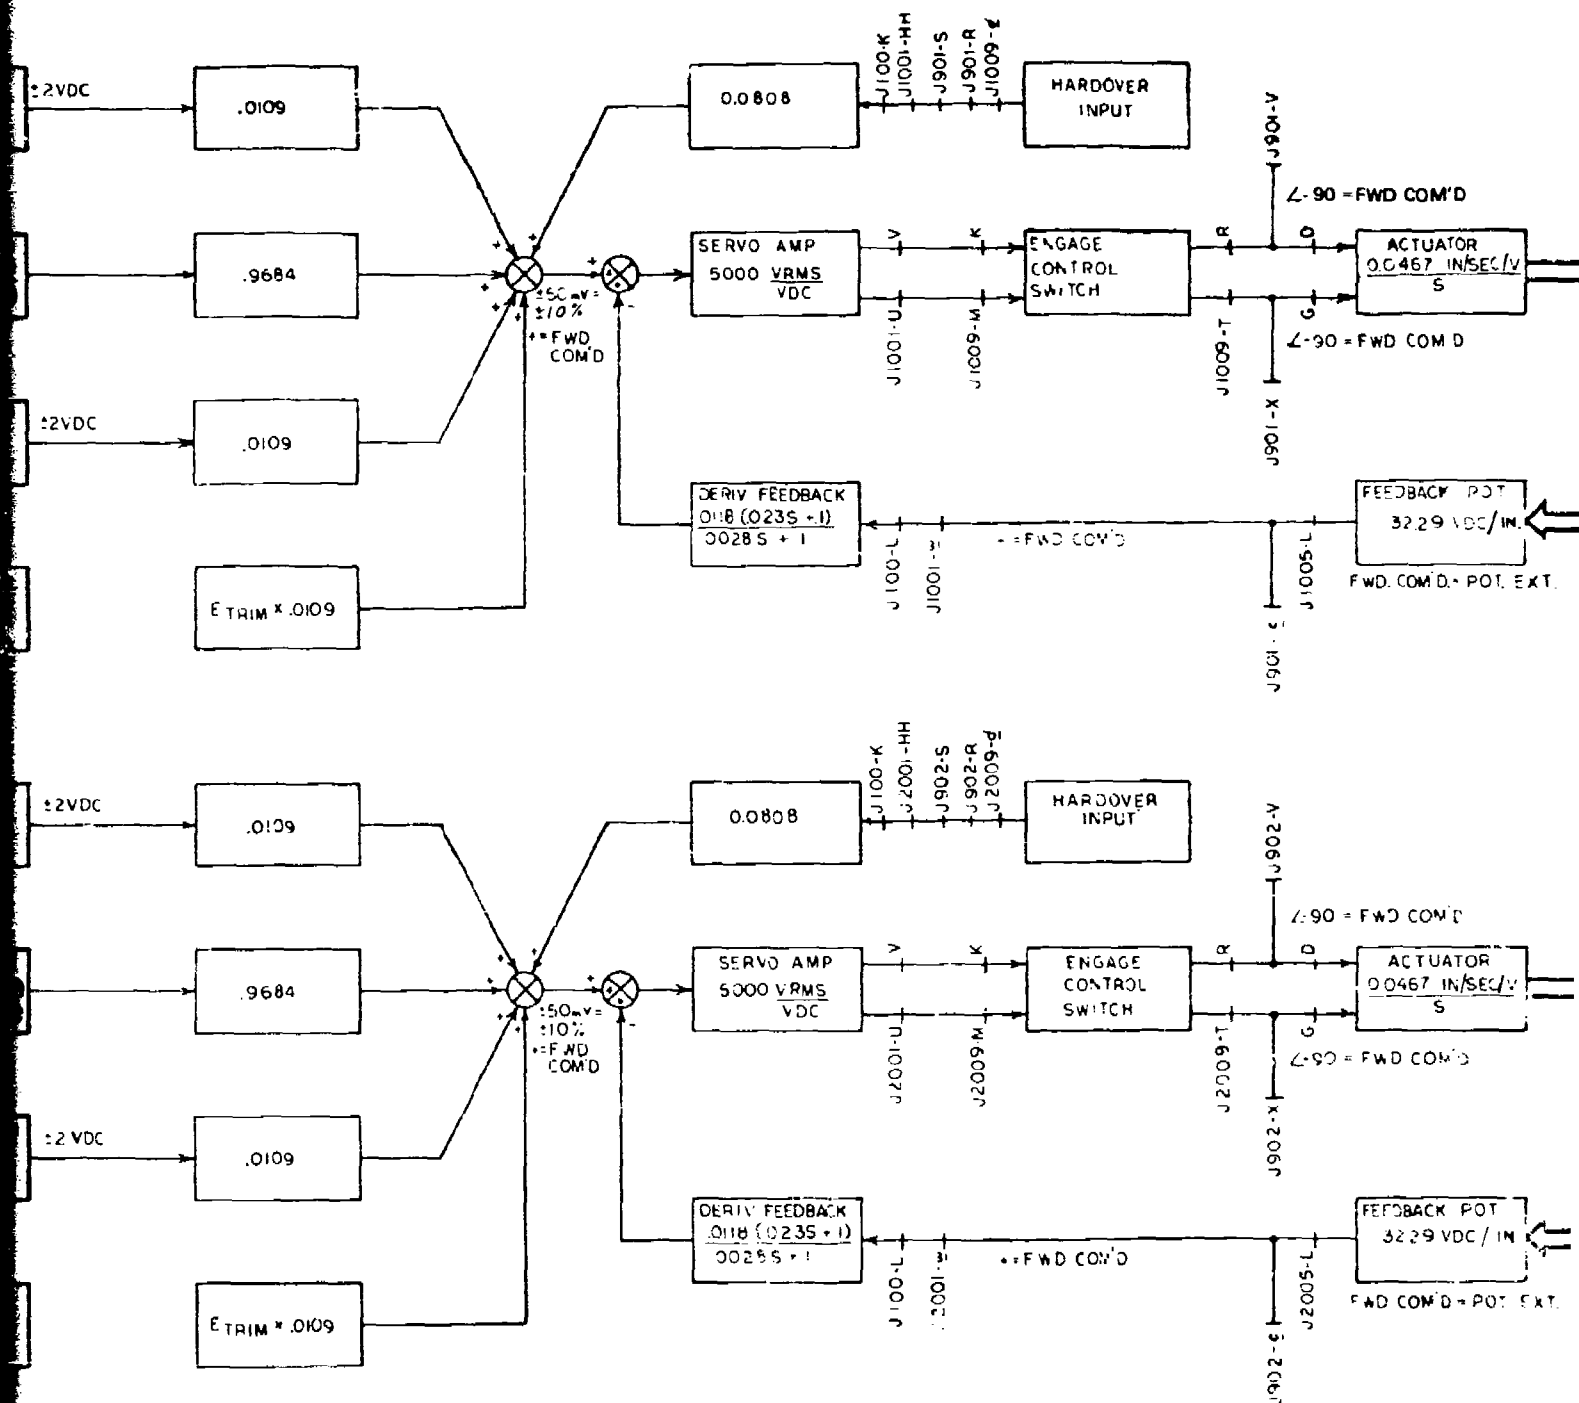 ±2VDC
.0109
0.0808
J100-K
J1001-HH
J901-S
J901-R
HARDOVER
INPUT
J901-V
∠-90 = FWD COM'D
.9684
±50mV=
±10%
+=FWD
COM'D
SERVO AMP
5000 VRMS
VDC
V
K
J1001-U
J1009-M
ENGAGE
CONTROL
SWITCH
R
D
J1009-T
G
ACTUATOR
0.0467 IN/SEC/V
S
∠-90 = FWD COM'D
J901-X
±2VDC
.0109
DERIV FEEDBACK
.0118 (.023S + 1)
.0028S + 1
J100-L
+=FWD COM'D
J1005-L
FEEDBACK POT
32.29 VDC/IN.
FWD. COM'D.= POT. EXT.
J901-c
E TRIM x .0109
±2VDC
.0109
0.0808
J100-K
J2001-HH
J902-S
J902-R
J2009-d
HARDOVER
INPUT
J902-V
∠-90 = FWD COM'D
.9684
±50mV=
±10%
+=FWD
COM'D
SERVO AMP
5000 VRMS
VDC
V
K
J2001-U
J2009-M
ENGAGE
CONTROL
SWITCH
R
D
J2009-T
G
ACTUATOR
0.0467 IN/SEC/V
S
∠-90 = FWD COM'D
J902-X
±2 VDC
.0109
DERIV FEEDBACK
.0118 (.023S + 1)
.0028S + 1
J100-L
+=FWD COM'D
J2005-L
FEEDBACK POT
32.29 VDC / IN
FWD COM'D = POT. EXT.
J902-c
E TRIM x .0109